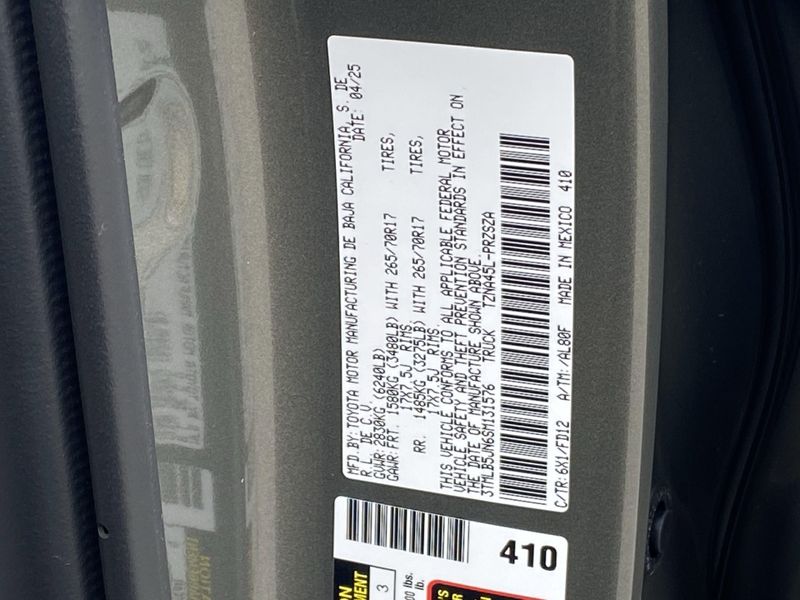 MFD.BY: TOYOTA MOTOR MANUFACTURING DE BAJA CALIFORNIA, S. DE
R.L. DE C.V. DATE: 04/25
GVWR: 2830KG (6240LB)
GAWR: FRT. 1580KG (3480LB) WITH 265/70R17 TIRES,
17X7.5J RIMS
RR. 1485KG (3275LB) WITH 265/70R17 TIRES,
17X7.5J RIMS.
THIS VEHICLE CONFORMS TO ALL APPLICABLE FEDERAL MOTOR
VEHICLE SAFETY AND THEFT PREVENTION STANDARDS IN EFFECT ON
THE DATE OF MANUFACTURE SHOWN ABOVE.
3TMLB5JN6SM131576 TRUCK TZNA45L-PRZSZA
C/TR: 6X1/FD12 A/TM: /AL80F MADE IN MEXICO 410
410
3